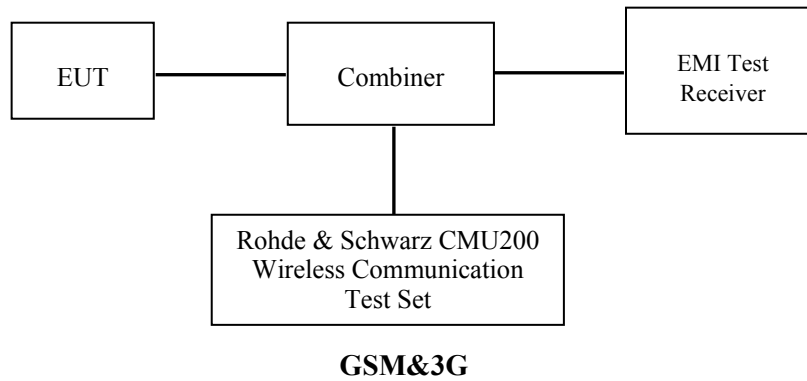 EUT
Combiner
EMI Test
Receiver
Rohde & Schwarz CMU200
Wireless Communication
Test Set
GSM&3G